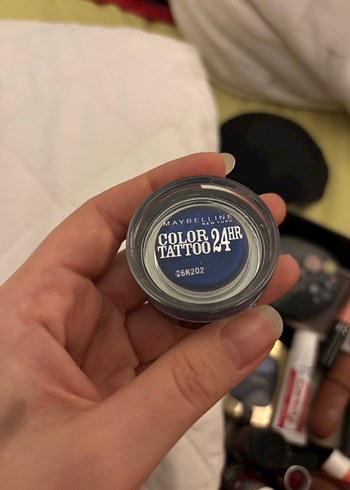 MAYBELLINE
NEW YORK
COLOR
TATTOO 24HR
26K202